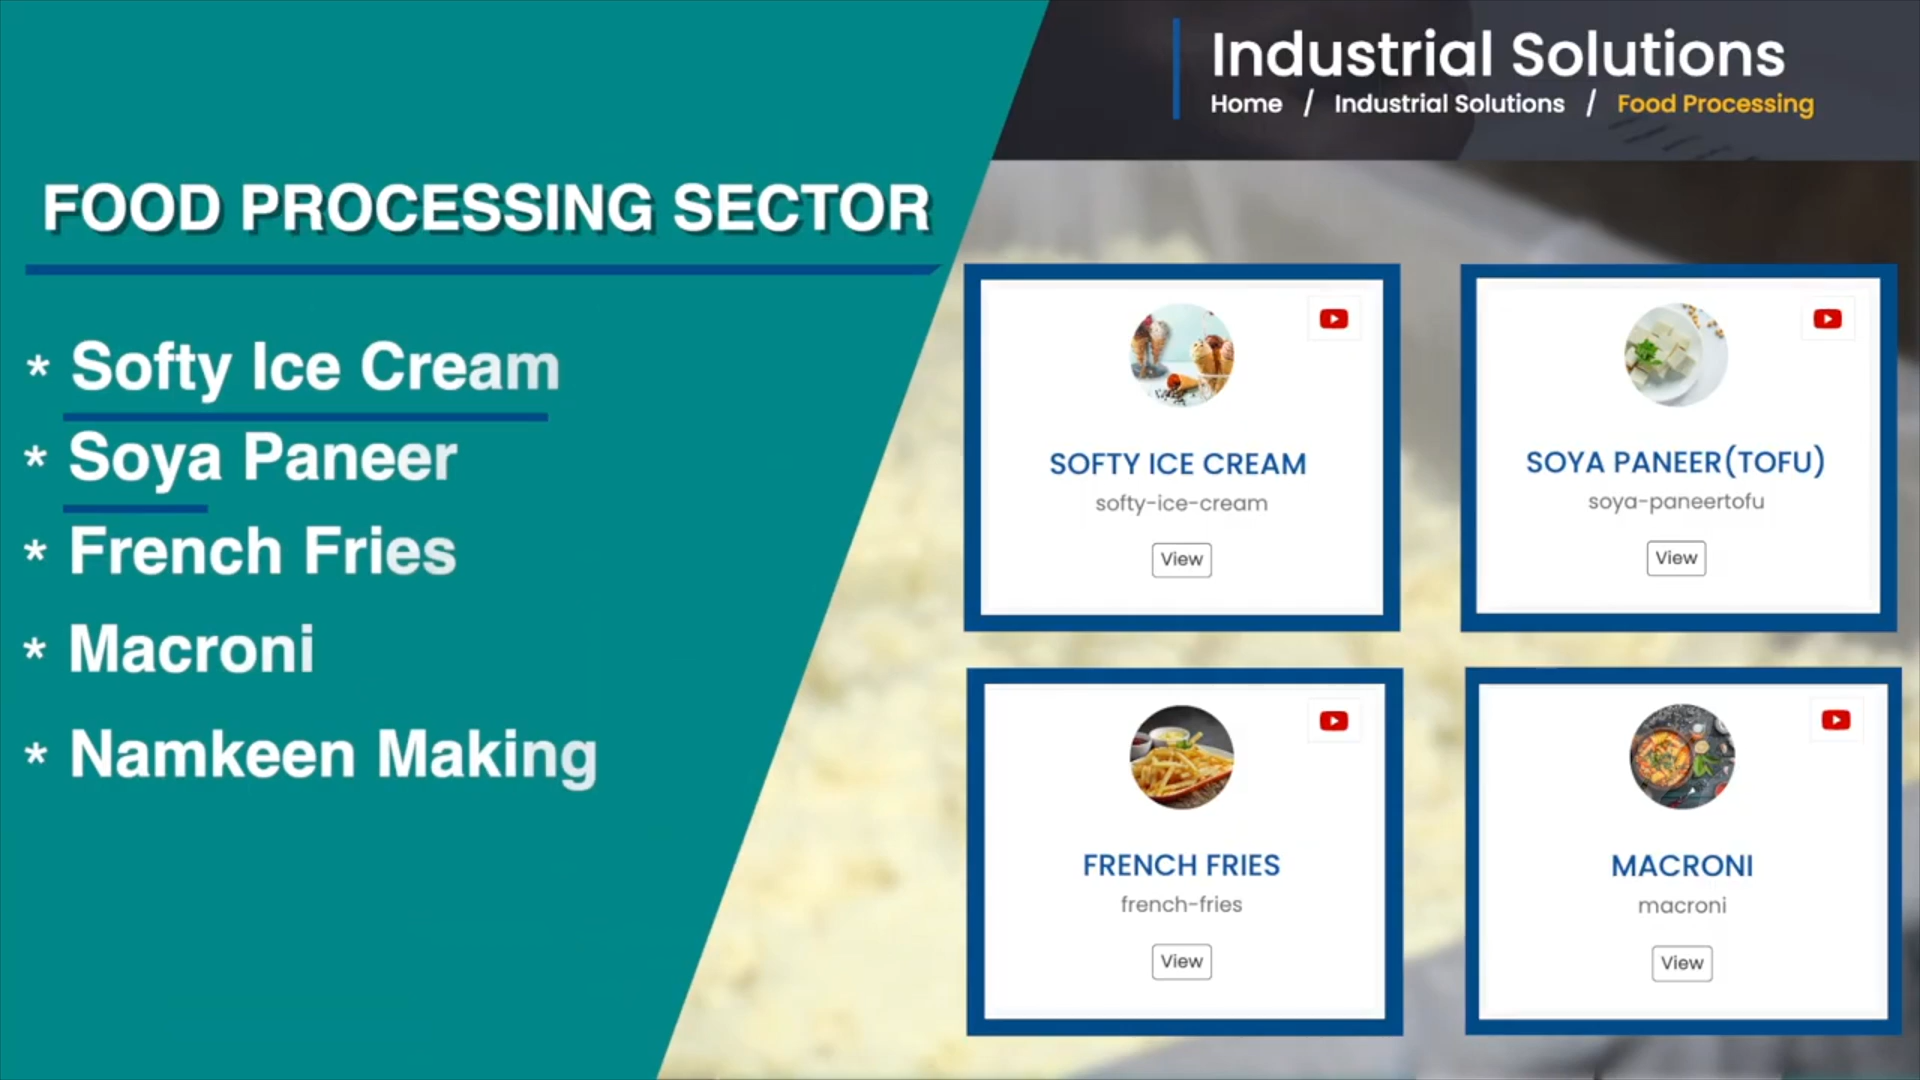 Industrial Solutions
Home / Industrial Solutions / Food Processing
FOOD PROCESSING SECTOR
* Softy Ice Cream
* Soya Paneer
* French Fries
* Macroni
* Namkeen Making
SOFTY ICE CREAM
softy-ice-cream
View
SOYA PANEER(TOFU)
soya-paneertofu
View
FRENCH FRIES
french-fries
View
MACRONI
macroni
View